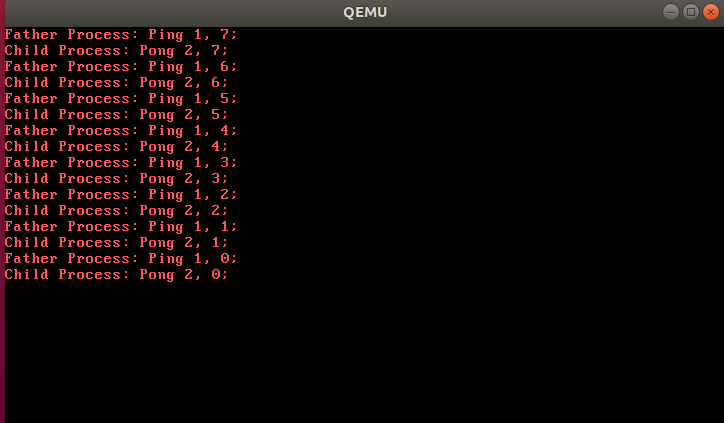 QEMU
Father Process: Ping 1, 7;
Child Process: Pong 2, 7;
Father Process: Ping 1, 6;
Child Process: Pong 2, 6;
Father Process: Ping 1, 5;
Child Process: Pong 2, 5;
Father Process: Ping 1, 4;
Child Process: Pong 2, 4;
Father Process: Ping 1, 3;
Child Process: Pong 2, 3;
Father Process: Ping 1, 2;
Child Process: Pong 2, 2;
Father Process: Ping 1, 1;
Child Process: Pong 2, 1;
Father Process: Ping 1, 0;
Child Process: Pong 2, 0;